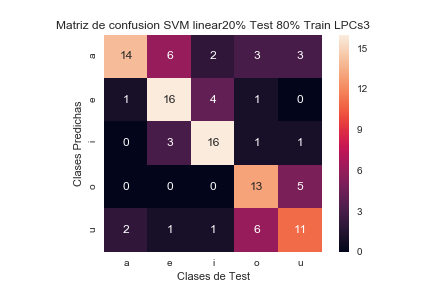 Matriz de confusion SVM linear20% Test 80% Train LPCs3
a 14 6 2 3 3
e 1 16 4 1 0
i 0 3 16 1 1
o 0 0 0 13 5
u 2 1 1 6 11
a e i o u
Clases de Test
Clases Predichas
15
12
9
6
3
0